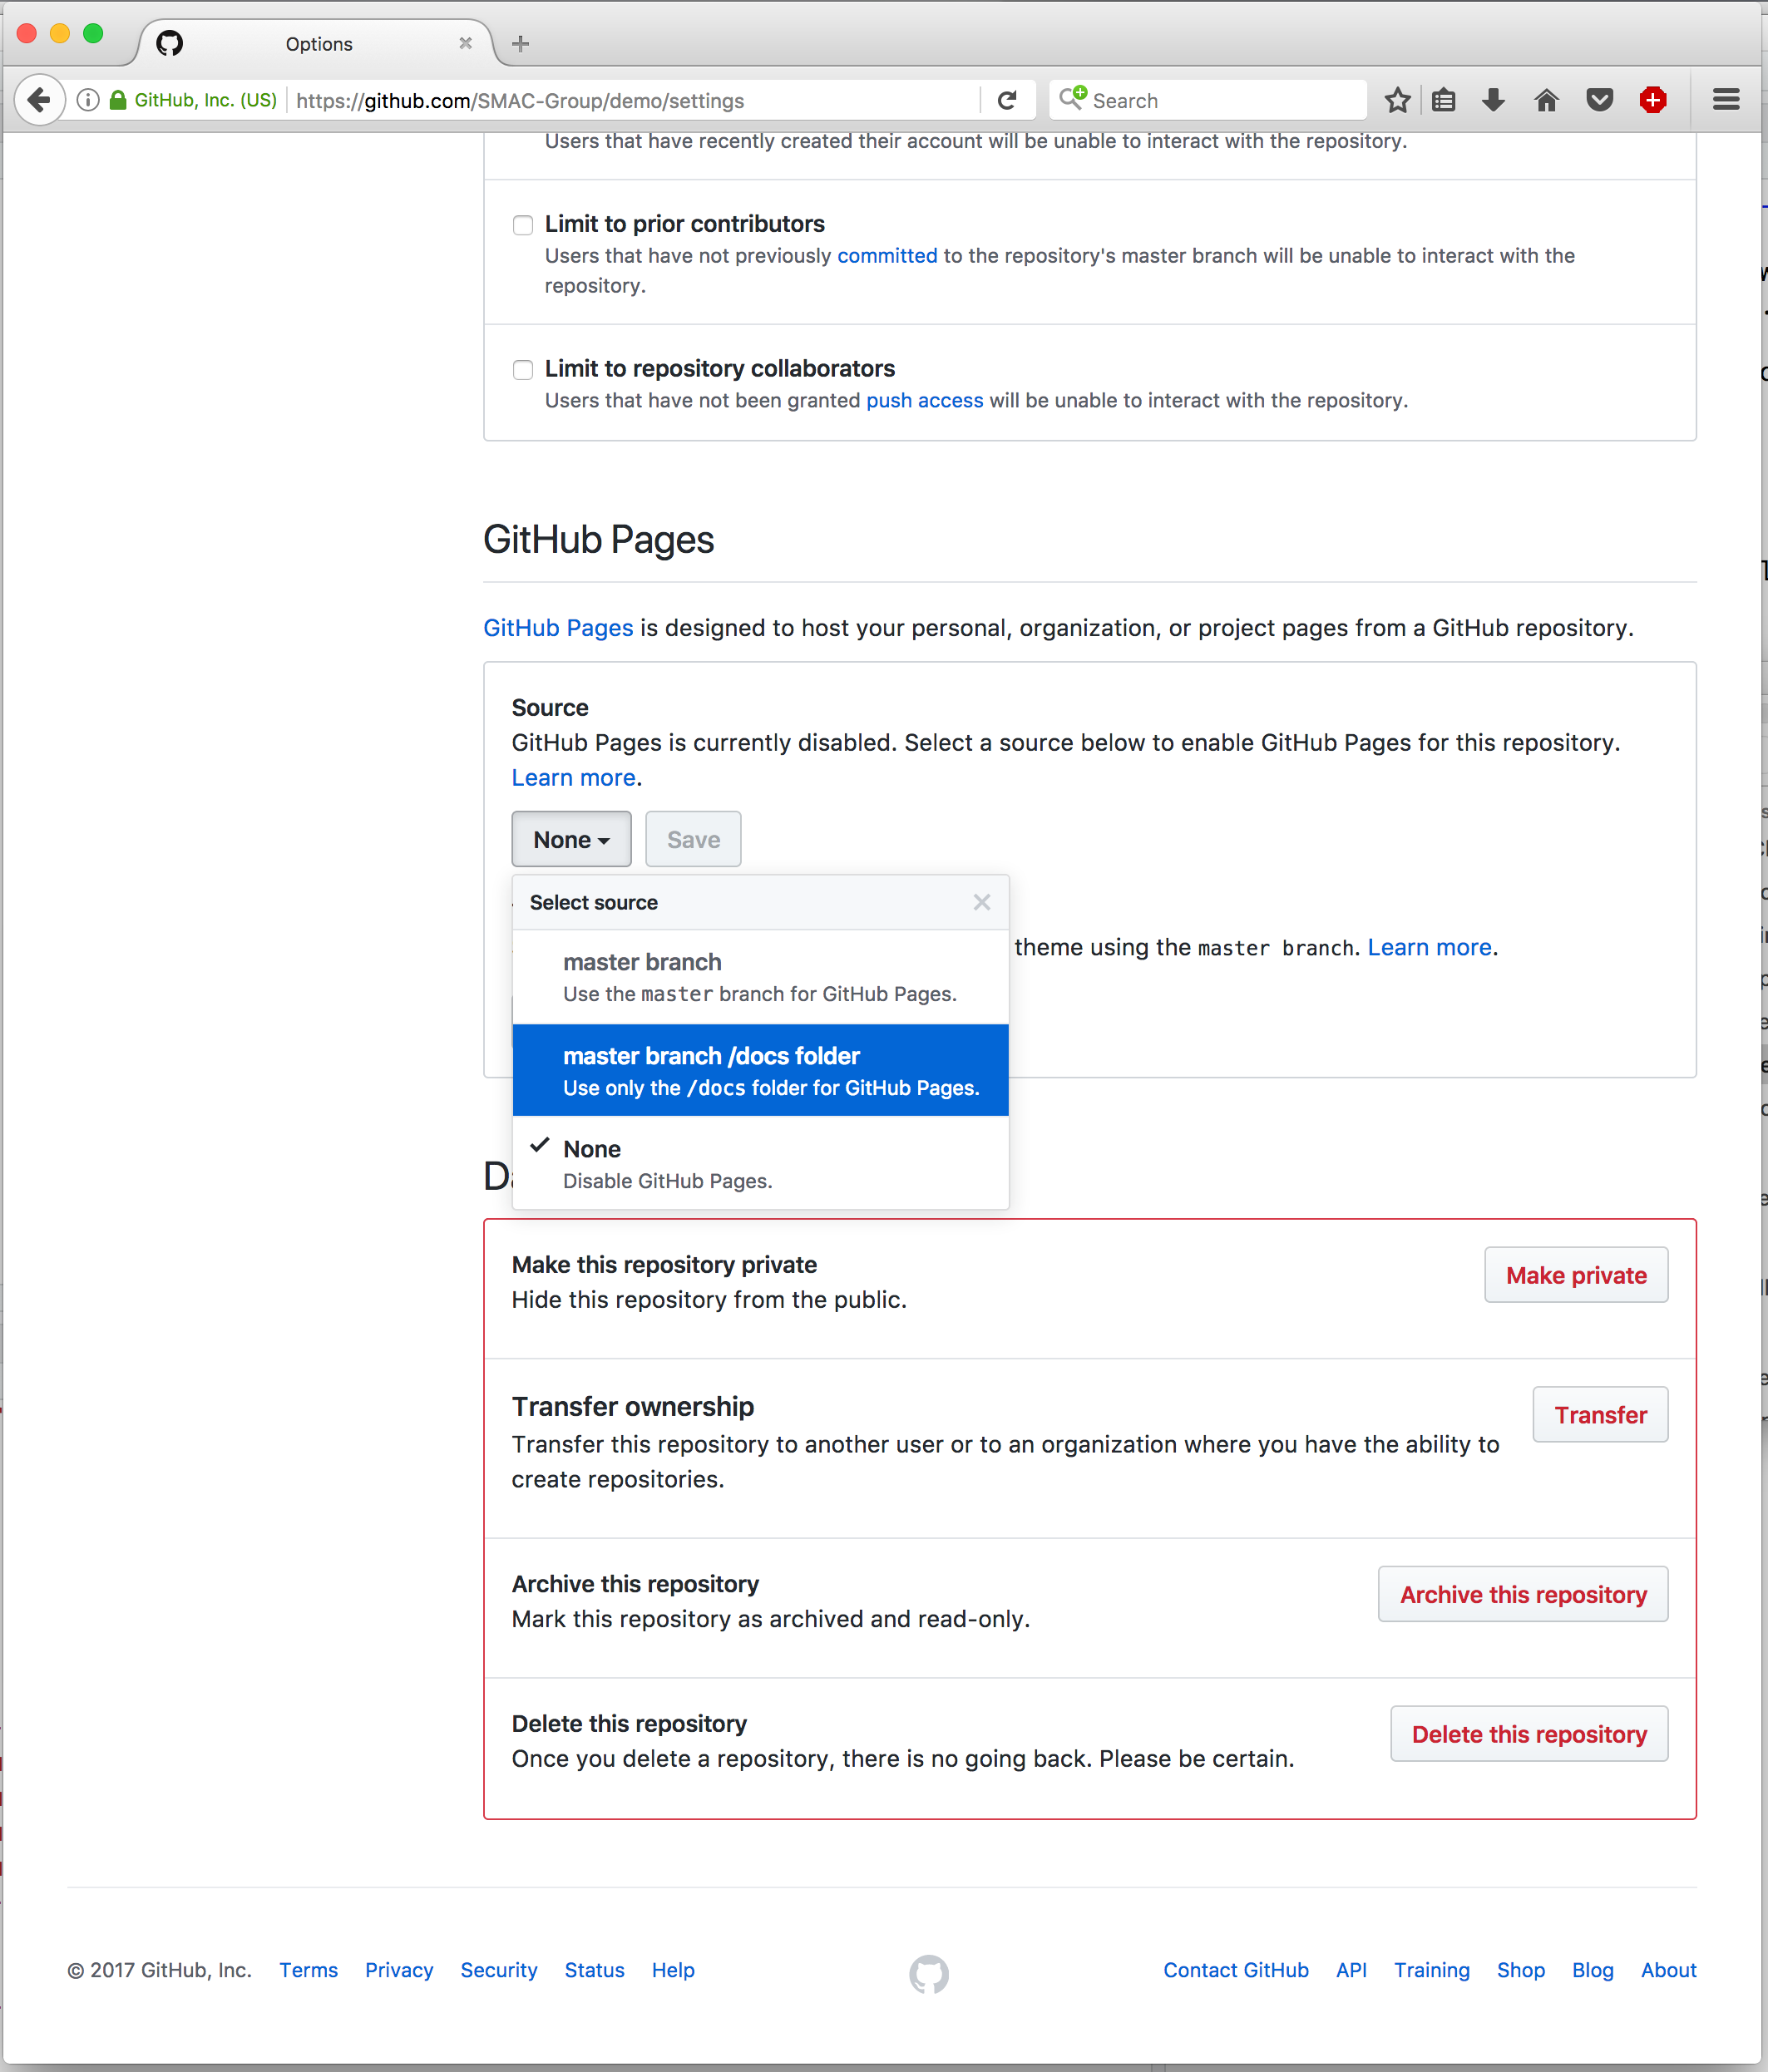 Options
GitHub, Inc. (US)
https://github.com/SMAC-Group/demo/settings
Search
Users that have recently created their account will be unable to interact with the repository.
Limit to prior contributors
Users that have not previously committed to the repository's master branch will be unable to interact with the
repository.
Limit to repository collaborators
Users that have not been granted push access will be unable to interact with the repository.
GitHub Pages
GitHub Pages is designed to host your personal, organization, or project pages from a GitHub repository.
Source
GitHub Pages is currently disabled. Select a source below to enable GitHub Pages for this repository.
Learn more.
None
Save
Select source
theme using the master branch. Learn more.
master branch
Use the master branch for GitHub Pages.
master branch /docs folder
Use only the /docs folder for GitHub Pages.
None
Disable GitHub Pages.
Make this repository private
Hide this repository from the public.
Make private
Transfer ownership
Transfer this repository to another user or to an organization where you have the ability to
create repositories.
Transfer
Archive this repository
Mark this repository as archived and read-only.
Archive this repository
Delete this repository
Once you delete a repository, there is no going back. Please be certain.
Delete this repository
© 2017 GitHub, Inc. Terms Privacy Security Status Help
Contact GitHub API Training Shop Blog About